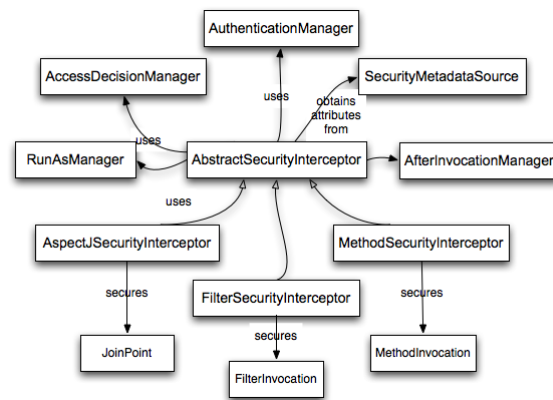 AuthenticationManager
AccessDecisionManager
SecurityMetadataSource
uses
obtains
attributes
from
uses
RunAsManager
AbstractSecurityInterceptor
AfterInvocationManager
uses
AspectJSecurityInterceptor
MethodSecurityInterceptor
secures
FilterSecurityInterceptor
secures
secures
JoinPoint
MethodInvocation
FilterInvocation